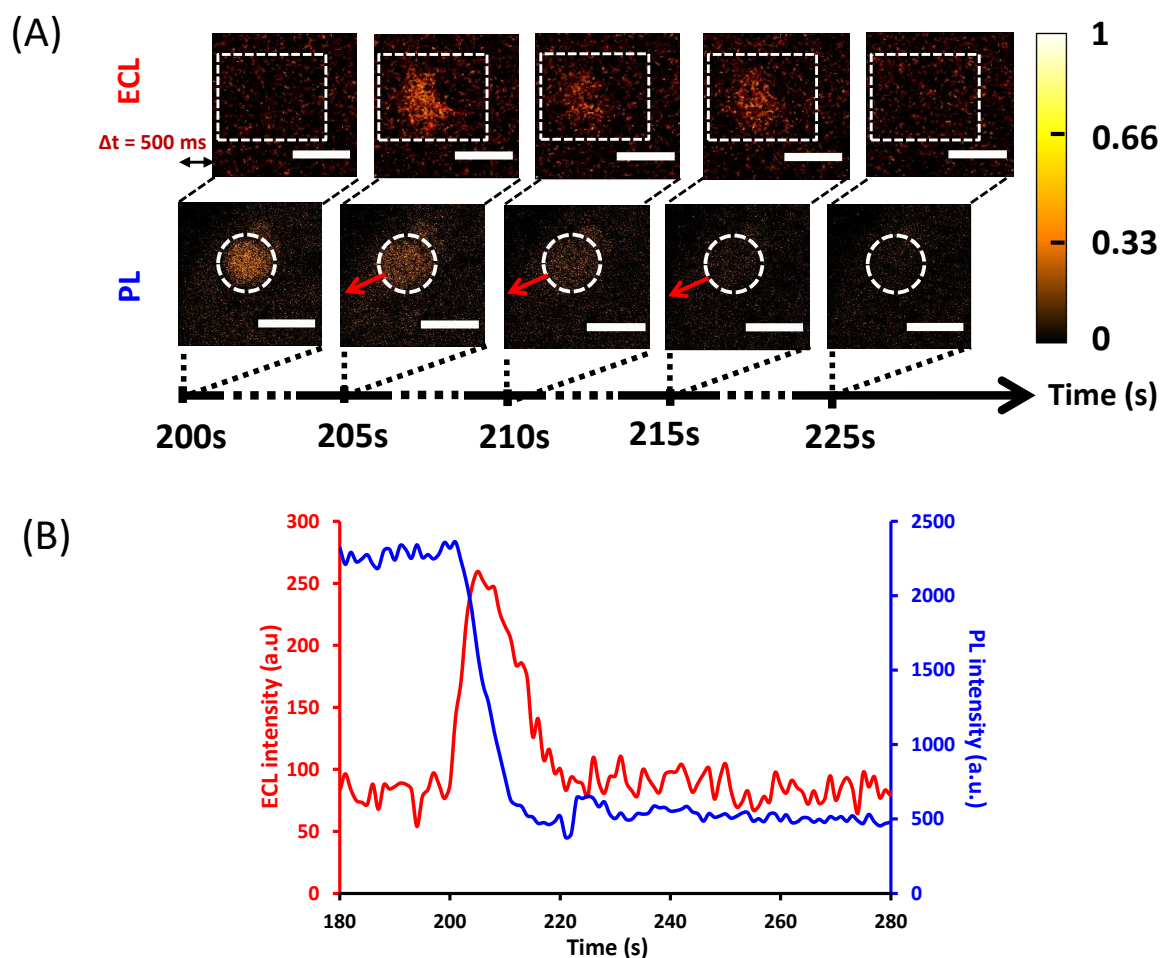 (A)
ECL
Δt = 500 ms
PL
1
0.66
0.33
0
Time (s)
200s 205s 210s 215s 225s
(B)
ECL intensity (a.u)
300
250
200
150
100
50
0
PL intensity (a.u.)
2500
2000
1500
1000
500
0
180 200 220 240 260 280
Time (s)